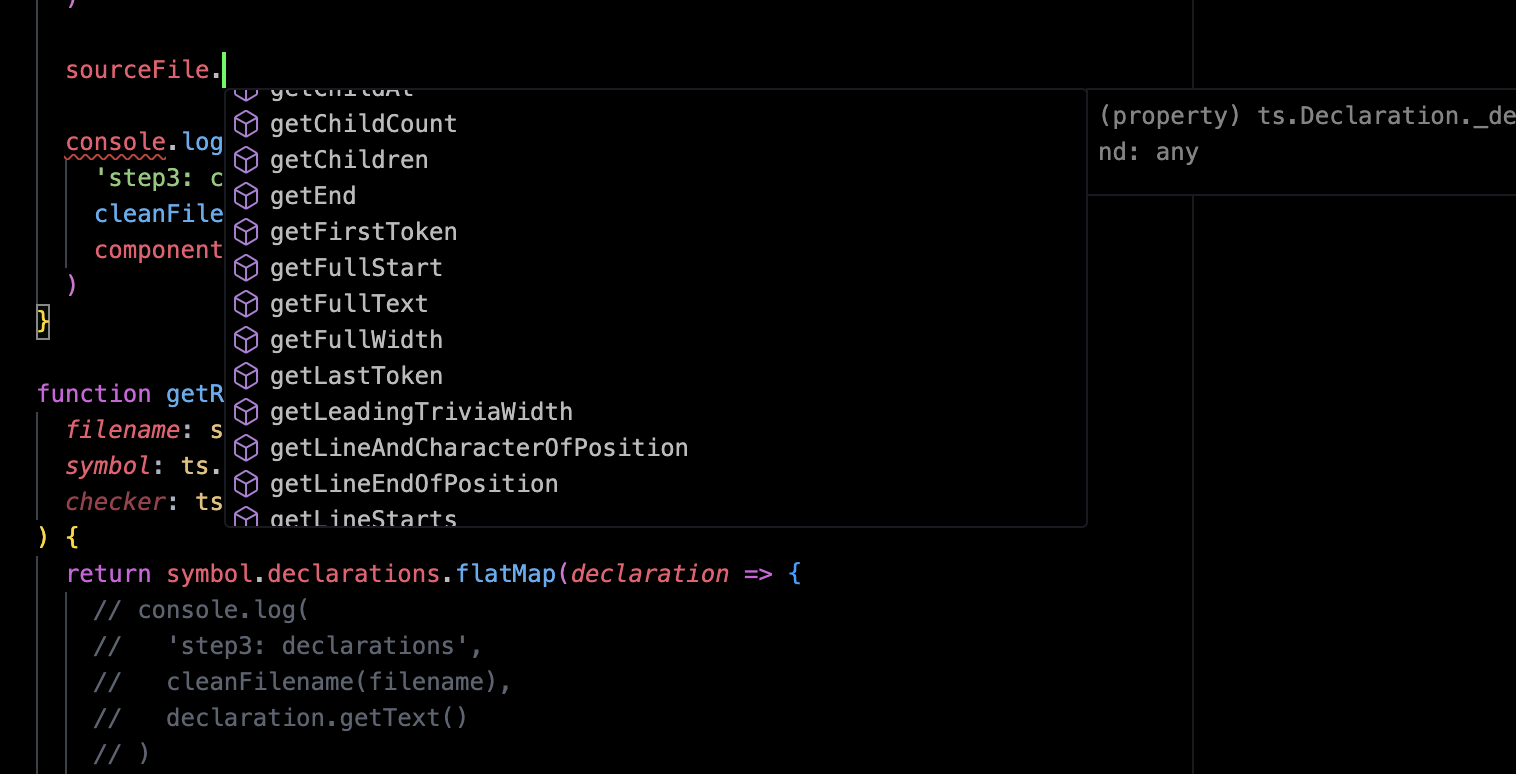 )
sourceFile.
getChildAt
console.log
getChildCount
'step3: c
getChildren
cleanFile
getEnd
component
getFirstToken
)
getFullStart
}
getFullText
getFullWidth
function getR
getLastToken
filename: s
getLeadingTriviaWidth
symbol: ts.
getLineAndCharacterOfPosition
checker: ts
getLineEndOfPosition
getLineStarts
(property) ts.Declaration._de
nd: any
) {
return symbol.declarations.flatMap(declaration => {
// console.log(
//   'step3: declarations',
//   cleanFilename(filename),
//   declaration.getText()
// )